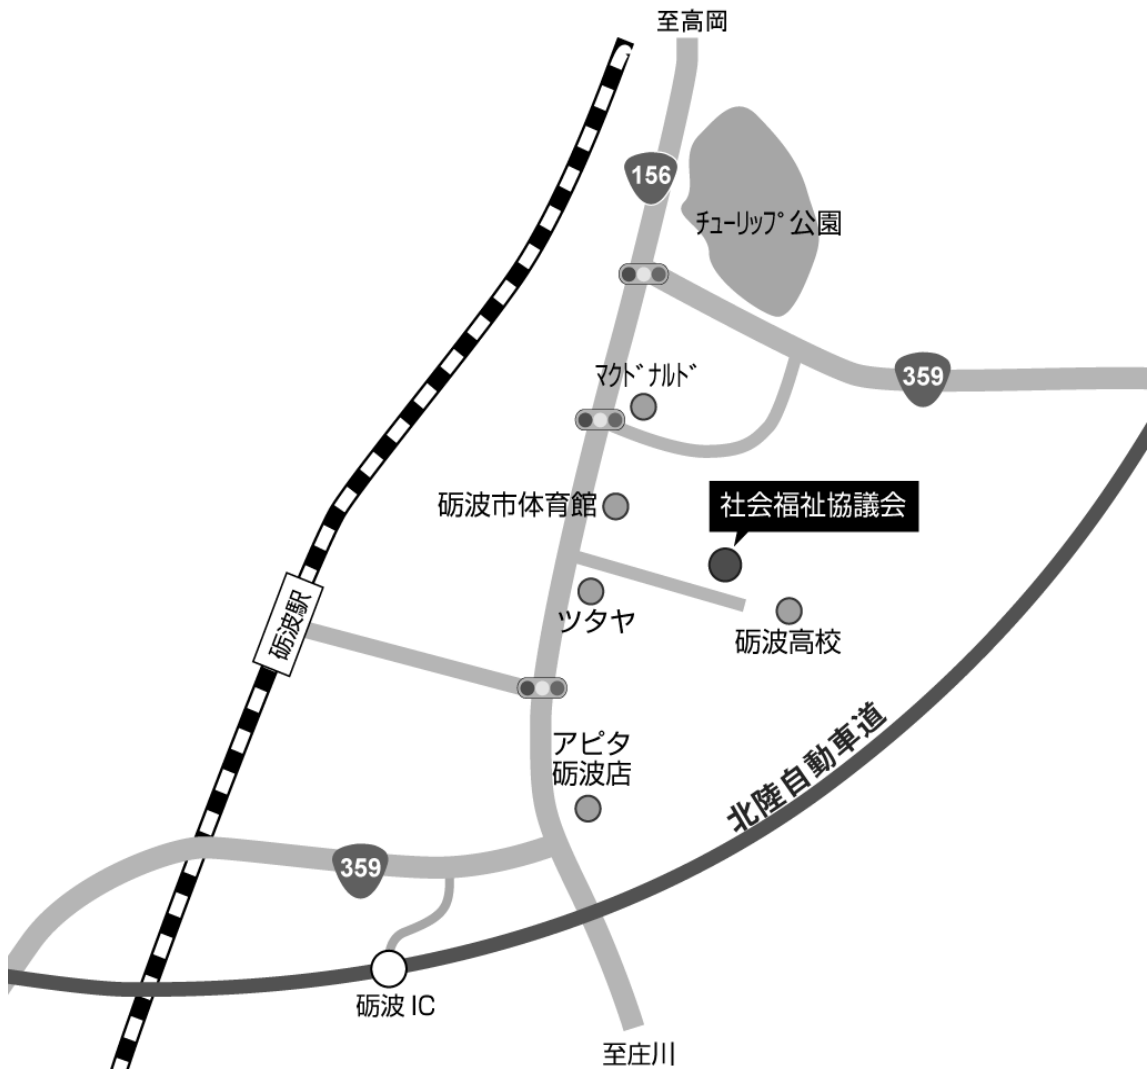 至高岡
156
ﾁｭｰﾘｯﾌﾟ公園
359
ﾏｸﾄﾞﾅﾙﾄﾞ
砺波市体育館
社会福祉協議会
ツタヤ
砺波駅
砺波高校
アピタ
砺波店
北陸自動車道
359
砺波IC
至庄川